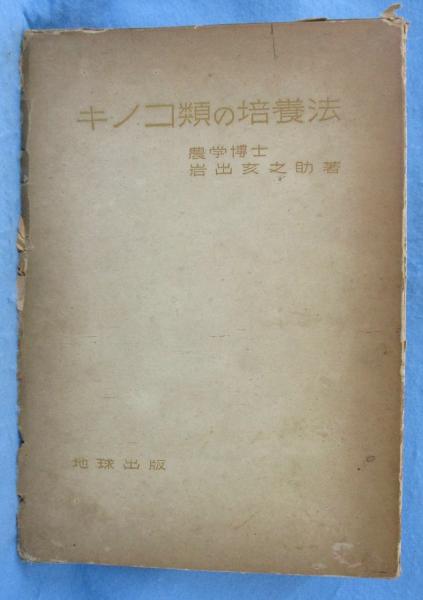 キノコ類の培養法
農学博士
岩出亥之助著
地球出版